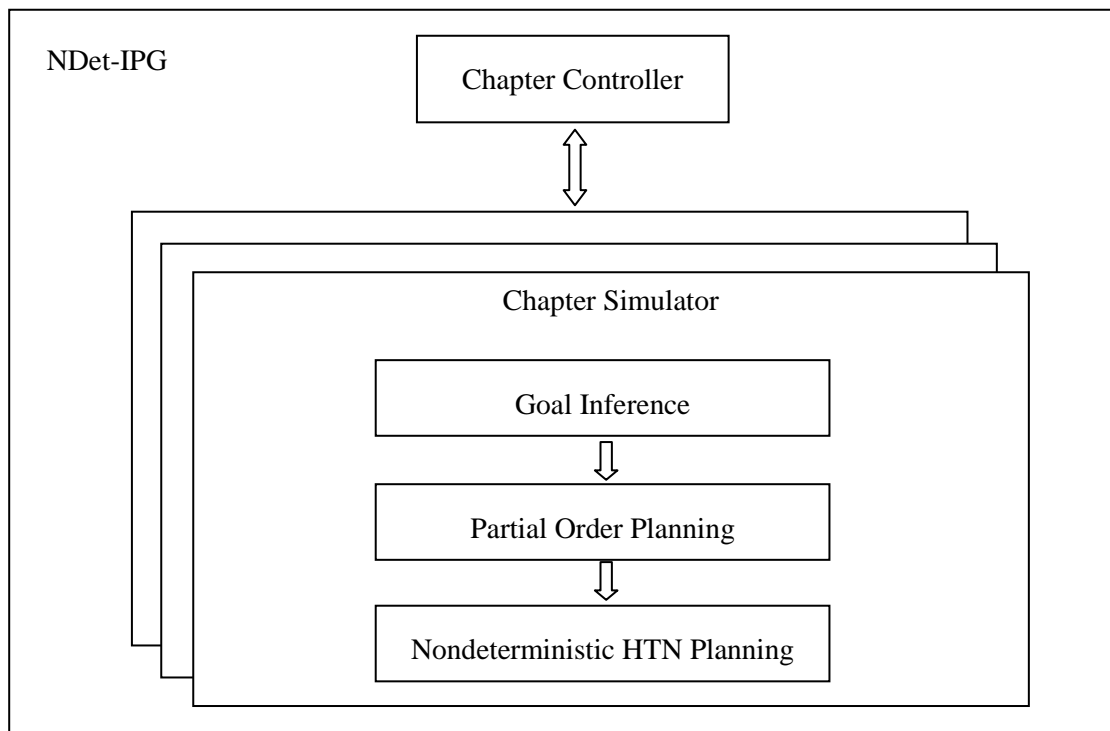 NDet-IPG
Chapter Controller
Chapter Simulator
Goal Inference
Partial Order Planning
Nondeterministic HTN Planning